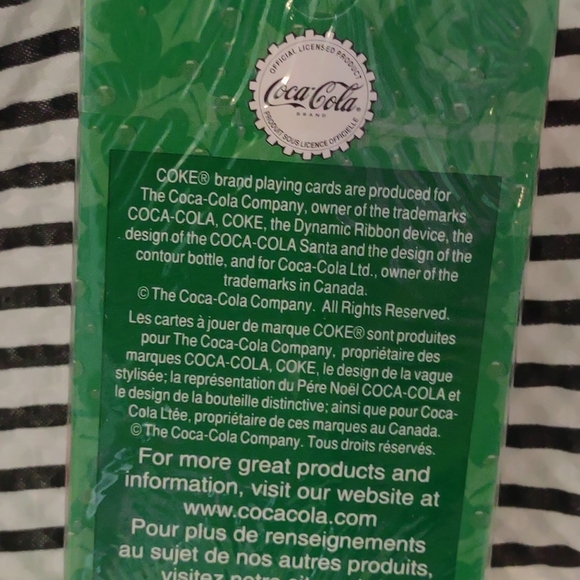 OFFICIAL LICENSED PRODUCT
Coca-Cola®
BRAND
PRODUIT SOUS LICENCE OFFICIELLE
COKE® brand playing cards are produced for
The Coca-Cola Company, owner of the trademarks
COCA-COLA, COKE, the Dynamic Ribbon device, the
design of the COCA-COLA Santa and the design of the
contour bottle, and for Coca-Cola Ltd., owner of the
trademarks in Canada.
© The Coca-Cola Company. All Rights Reserved.
Les cartes à jouer de marque COKE® sont produites
pour The Coca-Cola Company, propriétaire des
marques COCA-COLA, COKE, le design de la vague
stylisée; la représentation du Pére Noël COCA-COLA et
le design de la bouteille distinctive; ainsi que pour Coca-
Cola Ltée, propriétaire de ces marques au Canada.
© The Coca-Cola Company. Tous droits réservés.
For more great products and
information, visit our website at
www.cocacola.com
Pour plus de renseignements
au sujet de nos autres produits,
visitez notre